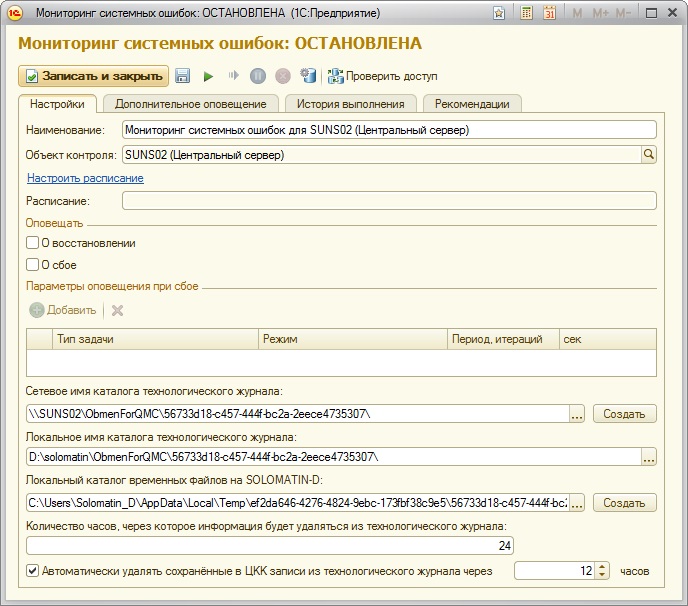 Мониторинг системных ошибок: ОСТАНОВЛЕНА (1С:Предприятие)
31
M M+ M-
Мониторинг системных ошибок: ОСТАНОВЛЕНА
Записать и закрыть
Проверить доступ
Настройки Дополнительное оповещение История выполнения Рекомендации
Наименование: Мониторинг системных ошибок для SUNS02 (Центральный сервер)
Объект контроля: SUNS02 (Центральный сервер)
Настроить расписание
Расписание:
Оповещать
О восстановлении
О сбое
Параметры оповещения при сбое
Добавить
Тип задачи Режим Период, итераций сек
Сетевое имя каталога технологического журнала:
\\SUNS02\ObmenForQMC\56733d18-c457-444f-bc2a-2eece4735307\ ... Создать
Локальное имя каталога технологического журнала:
D:\solomatin\ObmenForQMC\56733d18-c457-444f-bc2a-2eece4735307\ ...
Локальный каталог временных файлов на SOLOMATIN-D:
C:\Users\Solomatin_D\AppData\Local\Temp\ef2da646-4276-4824-9ebc-173fbf38c9e5\56733d18-c457-444f-bc2 ... Создать
Количество часов, через которое информация будет удаляться из технологического журнала:
24
Автоматически удалять сохранённые в ЦКК записи из технологического журнала через 12 часов